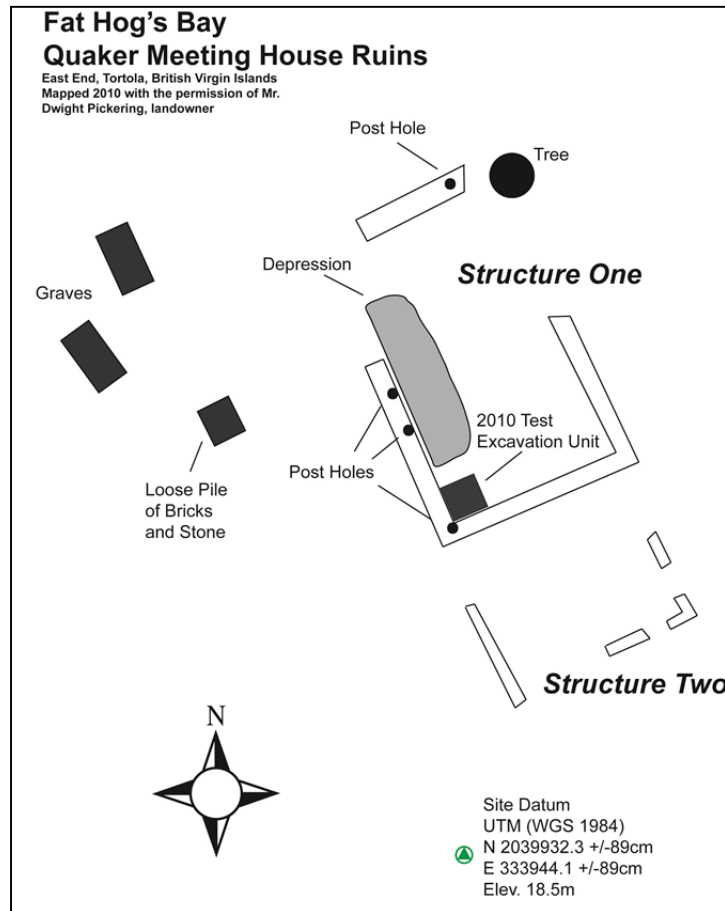 Fat Hog's Bay
Quaker Meeting House Ruins
East End, Tortola, British Virgin Islands
Mapped 2010 with the permission of Mr.
Dwight Pickering, landowner
Post Hole
Tree
Depression
Structure One
Graves
2010 Test
Excavation Unit
Post Holes
Loose Pile
of Bricks
and Stone
Structure Two
N
Site Datum
UTM (WGS 1984)
N 2039932.3 +/-89cm
E 333944.1 +/-89cm
Elev. 18.5m